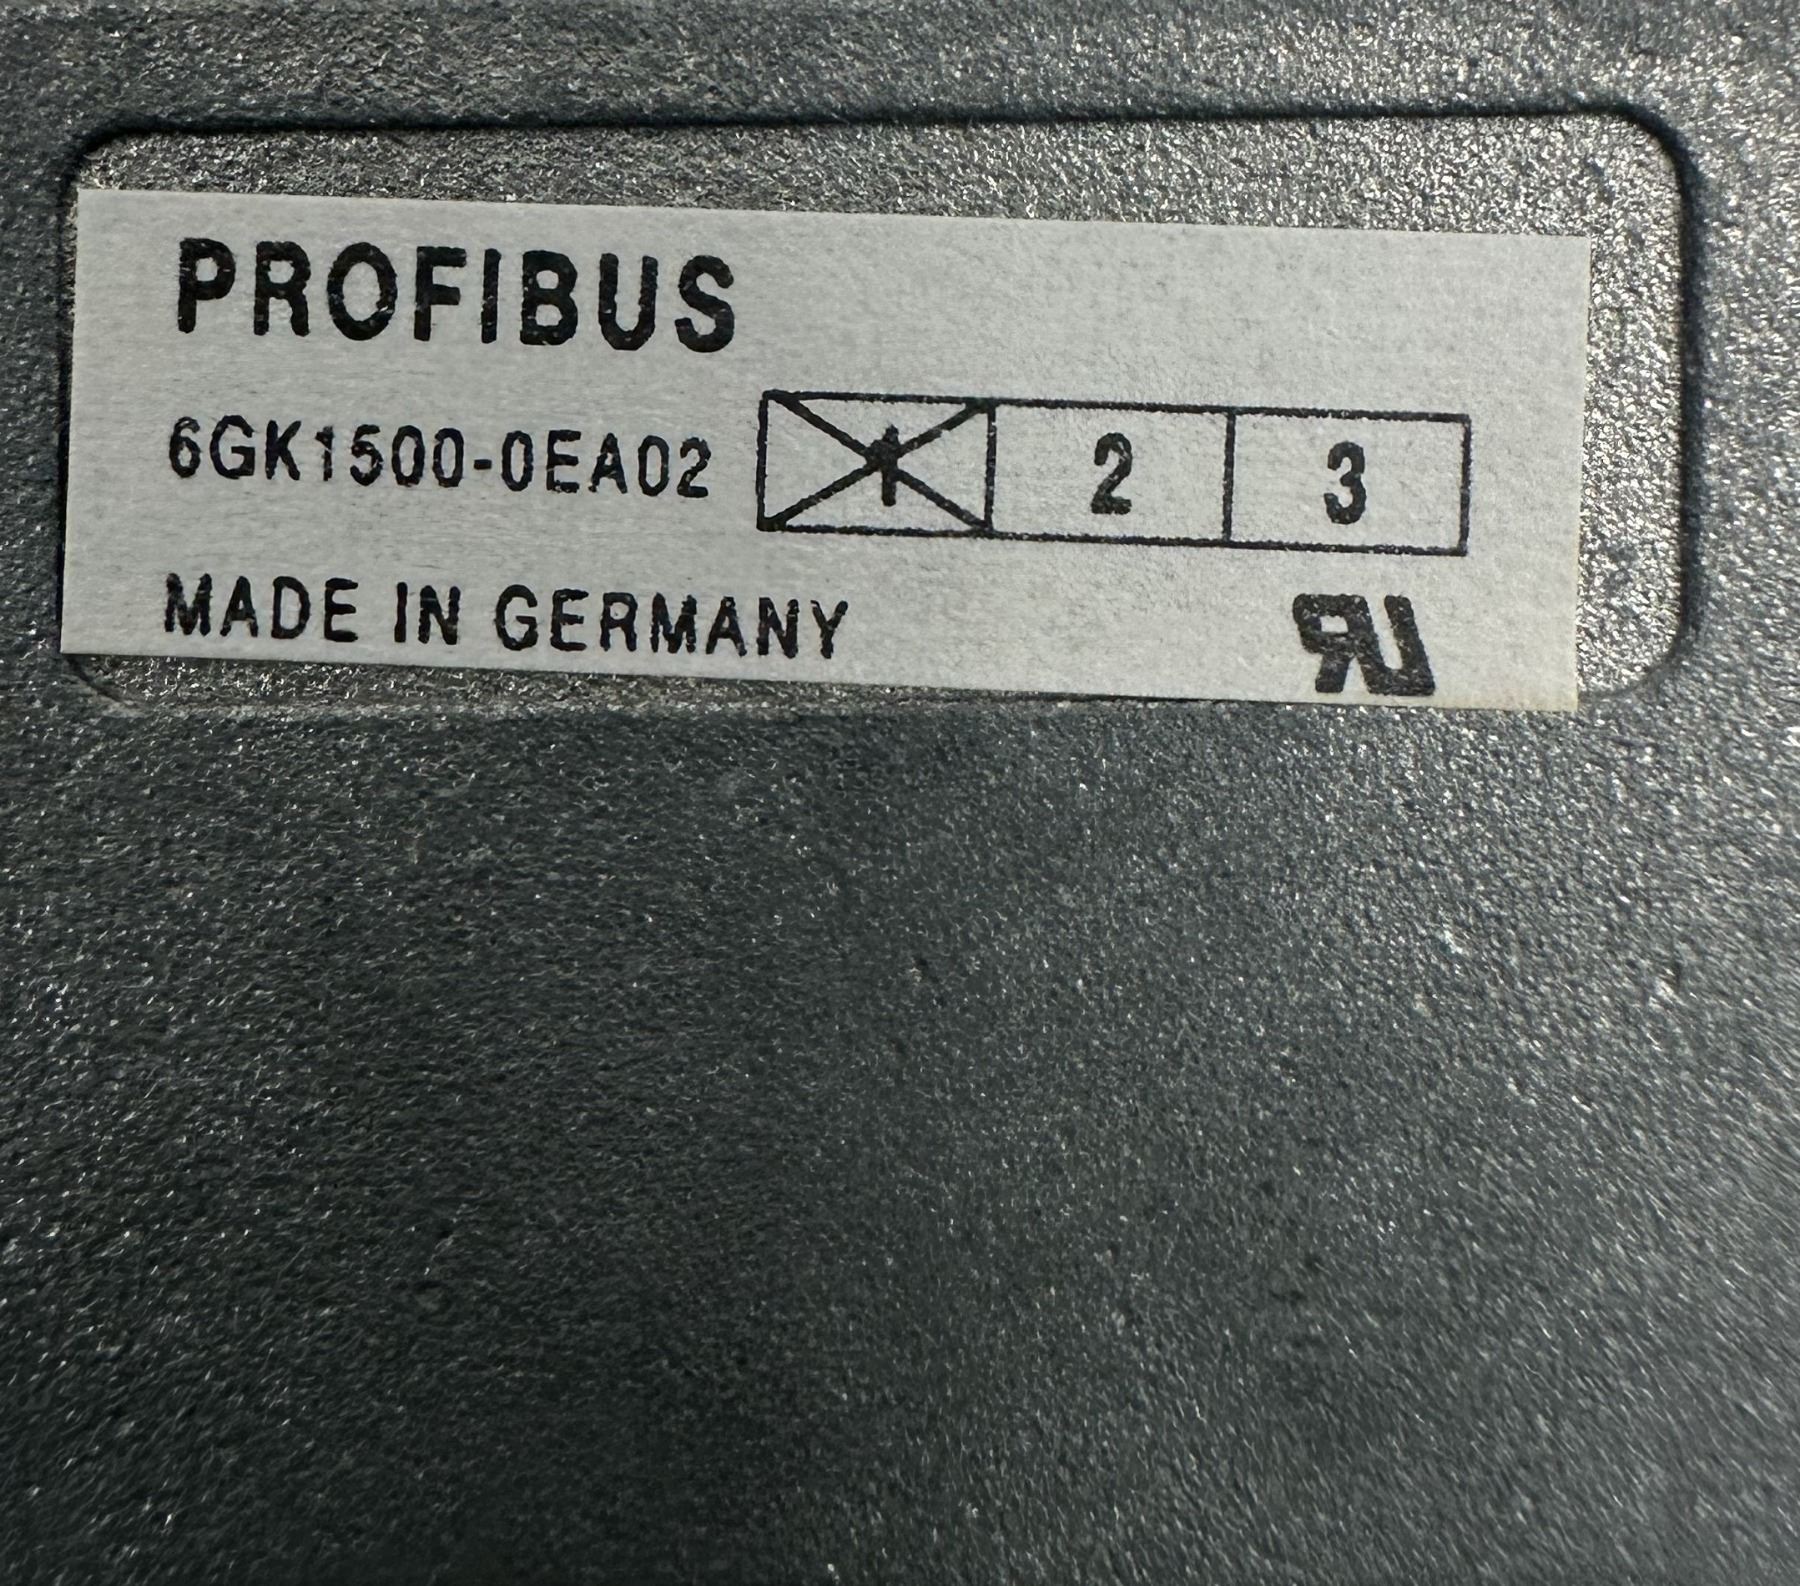 PROFIBUS
6GK1500-0EA02 1 2 3
MADE IN GERMANY